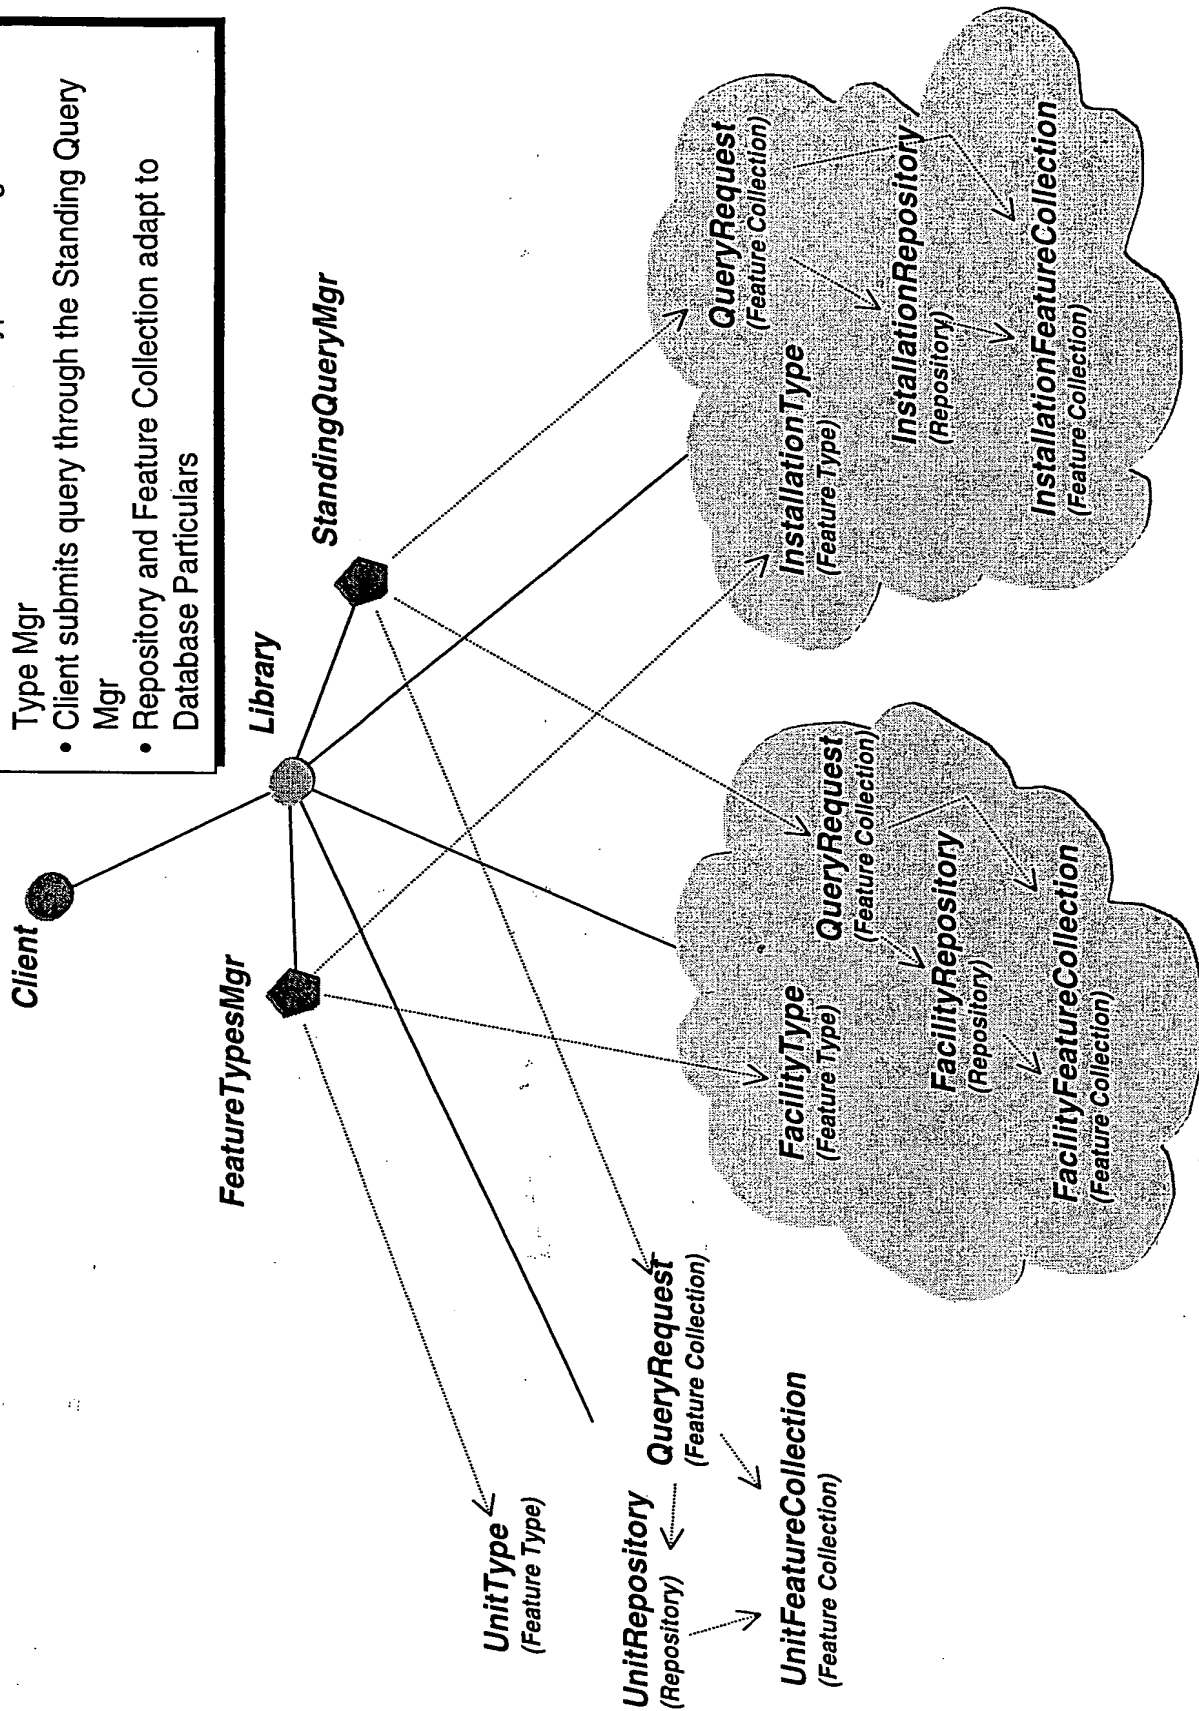 Type Mgr
• Client submits query through the Standing Query
Mgr
• Repository and Feature Collection adapt to
Database Particulars
Client
Library
FeatureTypesMgr
StandingQueryMgr
UnitType
(Feature Type)
UnitRepository
(Repository)
QueryRequest
(Feature Collection)
UnitFeatureCollection
(Feature Collection)
FacilityType
(Feature Type)
QueryRequest
(Feature Collection)
FacilityRepository
(Repository)
FacilityFeatureCollection
(Feature Collection)
InstallationType
(Feature Type)
QueryRequest
(Feature Collection)
InstallationRepository
(Repository)
InstallationFeatureCollection
(Feature Collection)